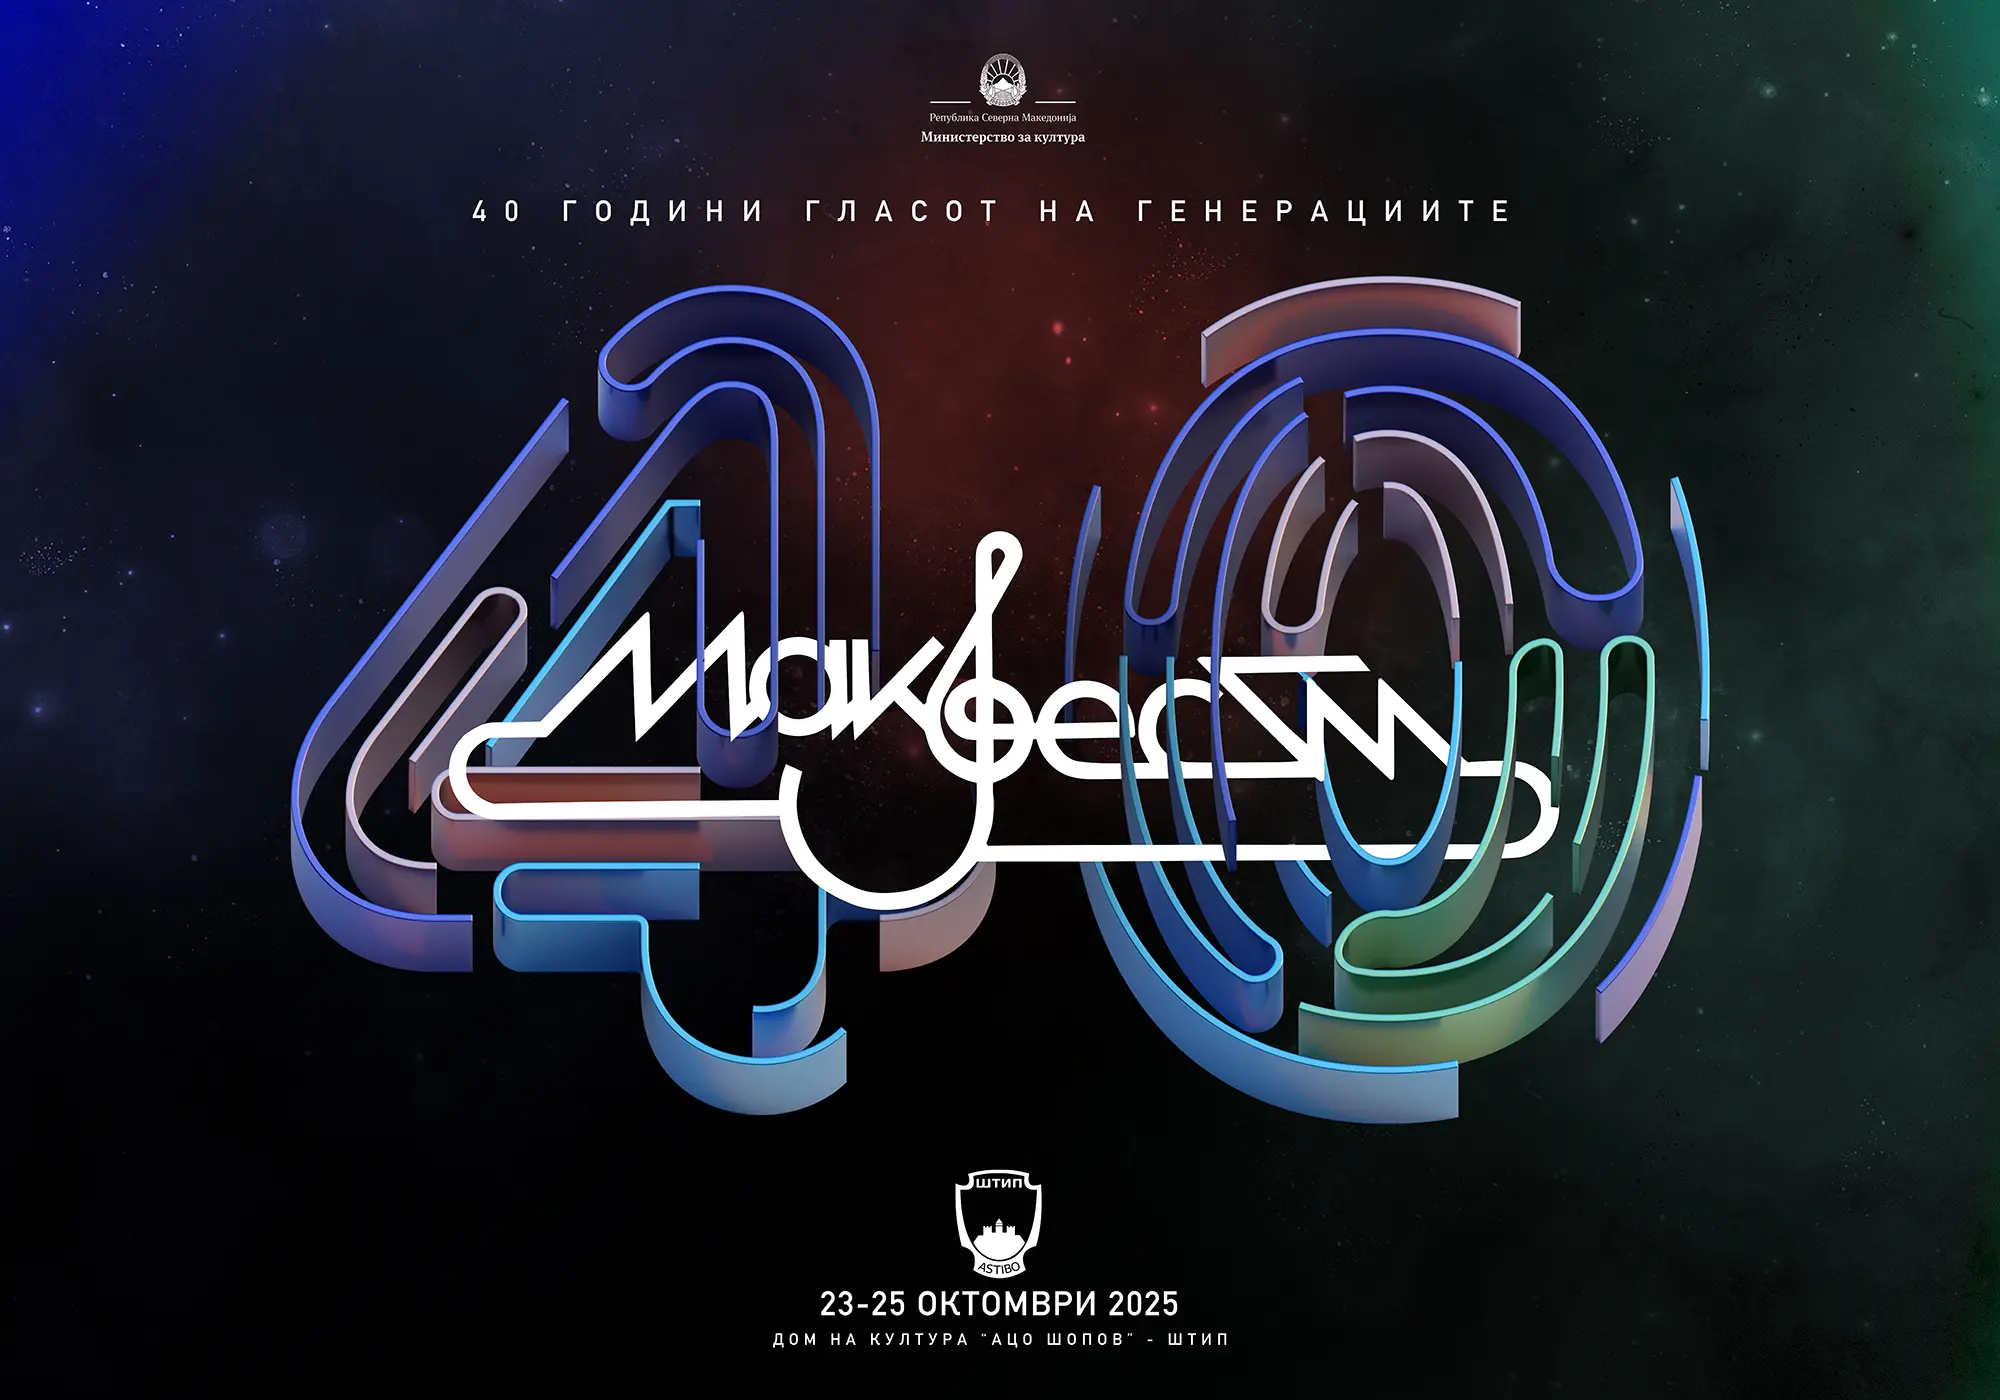 Република Северна Македонија
Министерство за култура
40 ГОДИНИ ГЛАСОТ НА ГЕНЕРАЦИИТЕ
40
Макфест
ШТИП
ASTIBO
23-25 ОКТОМВРИ 2025
ДОМ НА КУЛТУРА "АЦО ШОПОВ" - ШТИП